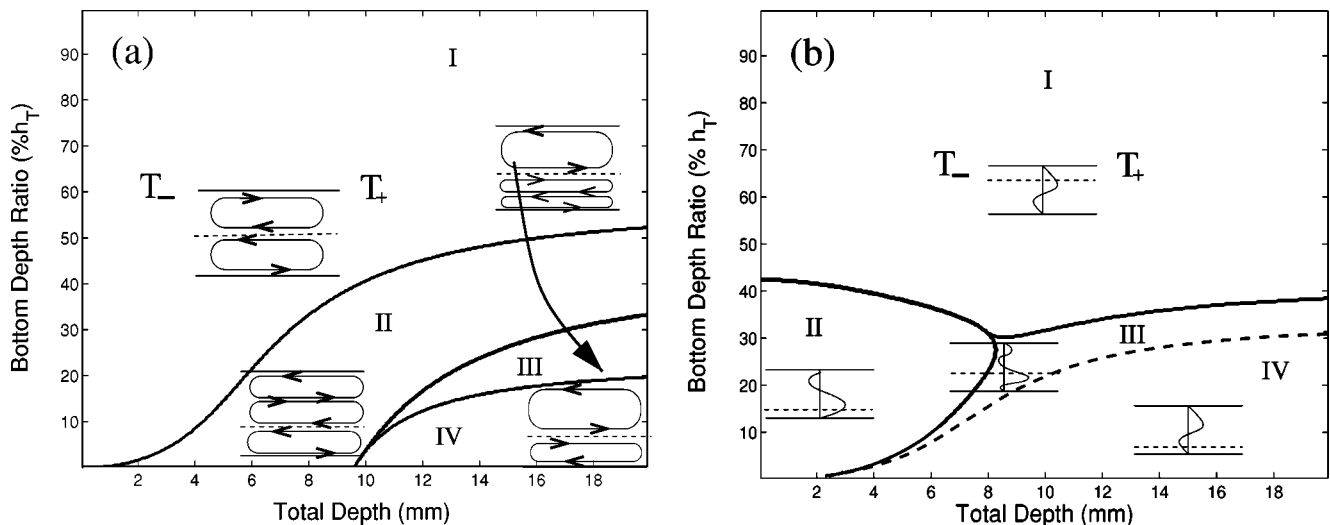 (a)
I
II
III
IV
T₋ T₊
90
80
70
60
50
40
30
20
10
Bottom Depth Ratio (%h_T)
2 4 6 8 10 12 14 16 18
Total Depth (mm)
(b)
I
II
III
IV
T₋ T₊
90
80
70
60
50
40
30
20
10
Bottom Depth Ratio (% h_T)
2 4 6 8 10 12 14 16 18
Total Depth (mm)